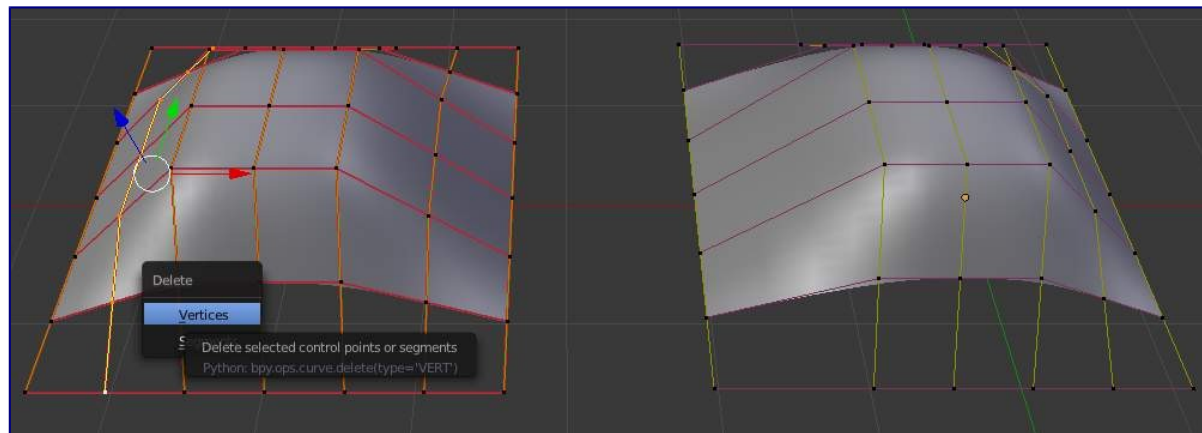 Delete
Vertices
Delete selected control points or segments
Python: bpy.ops.curve.delete(type='VERT')